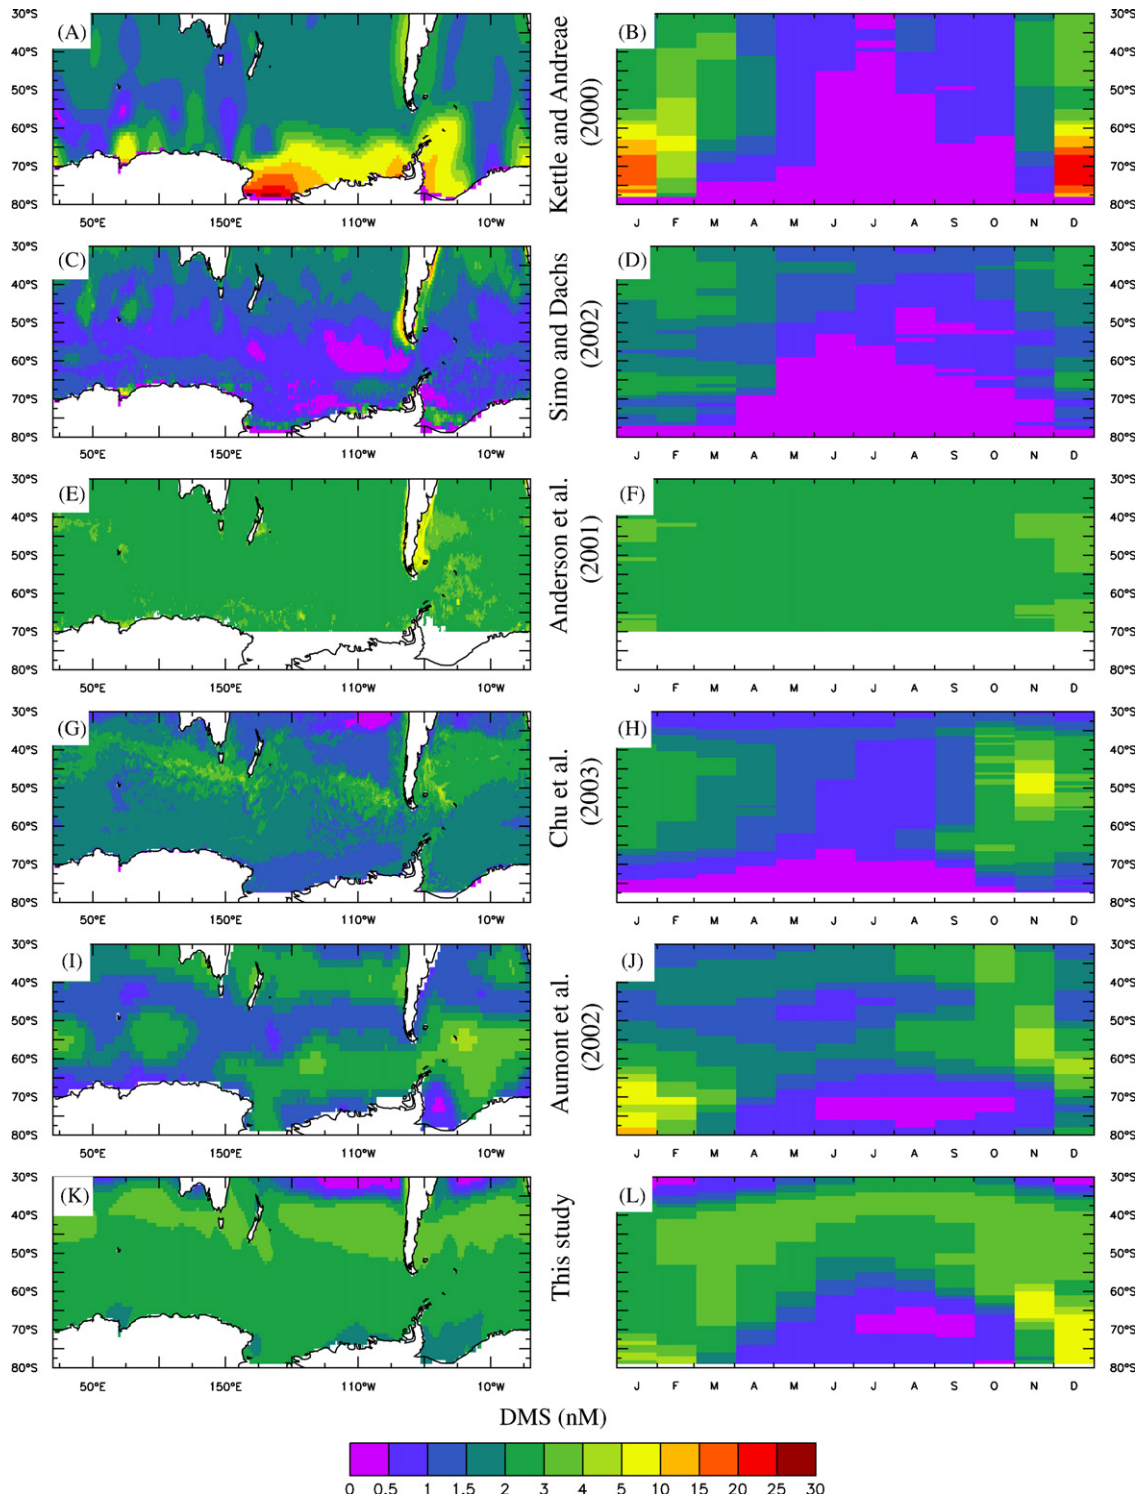 30°S (A) (B) 30°S
40°S 40°S
50°S 50°S
60°S 60°S
70°S 70°S
80°S 80°S
50°E 150°E 110°W 10°W
Kettle and Andreae
(2000)
J F M A M J J A S O N D
30°S (C) (D) 30°S
40°S 40°S
50°S 50°S
60°S 60°S
70°S 70°S
80°S 80°S
50°E 150°E 110°W 10°W
Simo and Dachs
(2002)
J F M A M J J A S O N D
30°S (E) (F) 30°S
40°S 40°S
50°S 50°S
60°S 60°S
70°S 70°S
80°S 80°S
50°E 150°E 110°W 10°W
Anderson et al.
(2001)
J F M A M J J A S O N D
30°S (G) (H) 30°S
40°S 40°S
50°S 50°S
60°S 60°S
70°S 70°S
80°S 80°S
50°E 150°E 110°W 10°W
Chu et al.
(2003)
J F M A M J J A S O N D
30°S (I) (J) 30°S
40°S 40°S
50°S 50°S
60°S 60°S
70°S 70°S
80°S 80°S
50°E 150°E 110°W 10°W
Aumont et al.
(2002)
J F M A M J J A S O N D
30°S (K) (L) 30°S
40°S 40°S
50°S 50°S
60°S 60°S
70°S 70°S
80°S 80°S
50°E 150°E 110°W 10°W
This study
J F M A M J J A S O N D
DMS (nM)
0 0.5 1 1.5 2 3 4 5 10 15 20 25 30